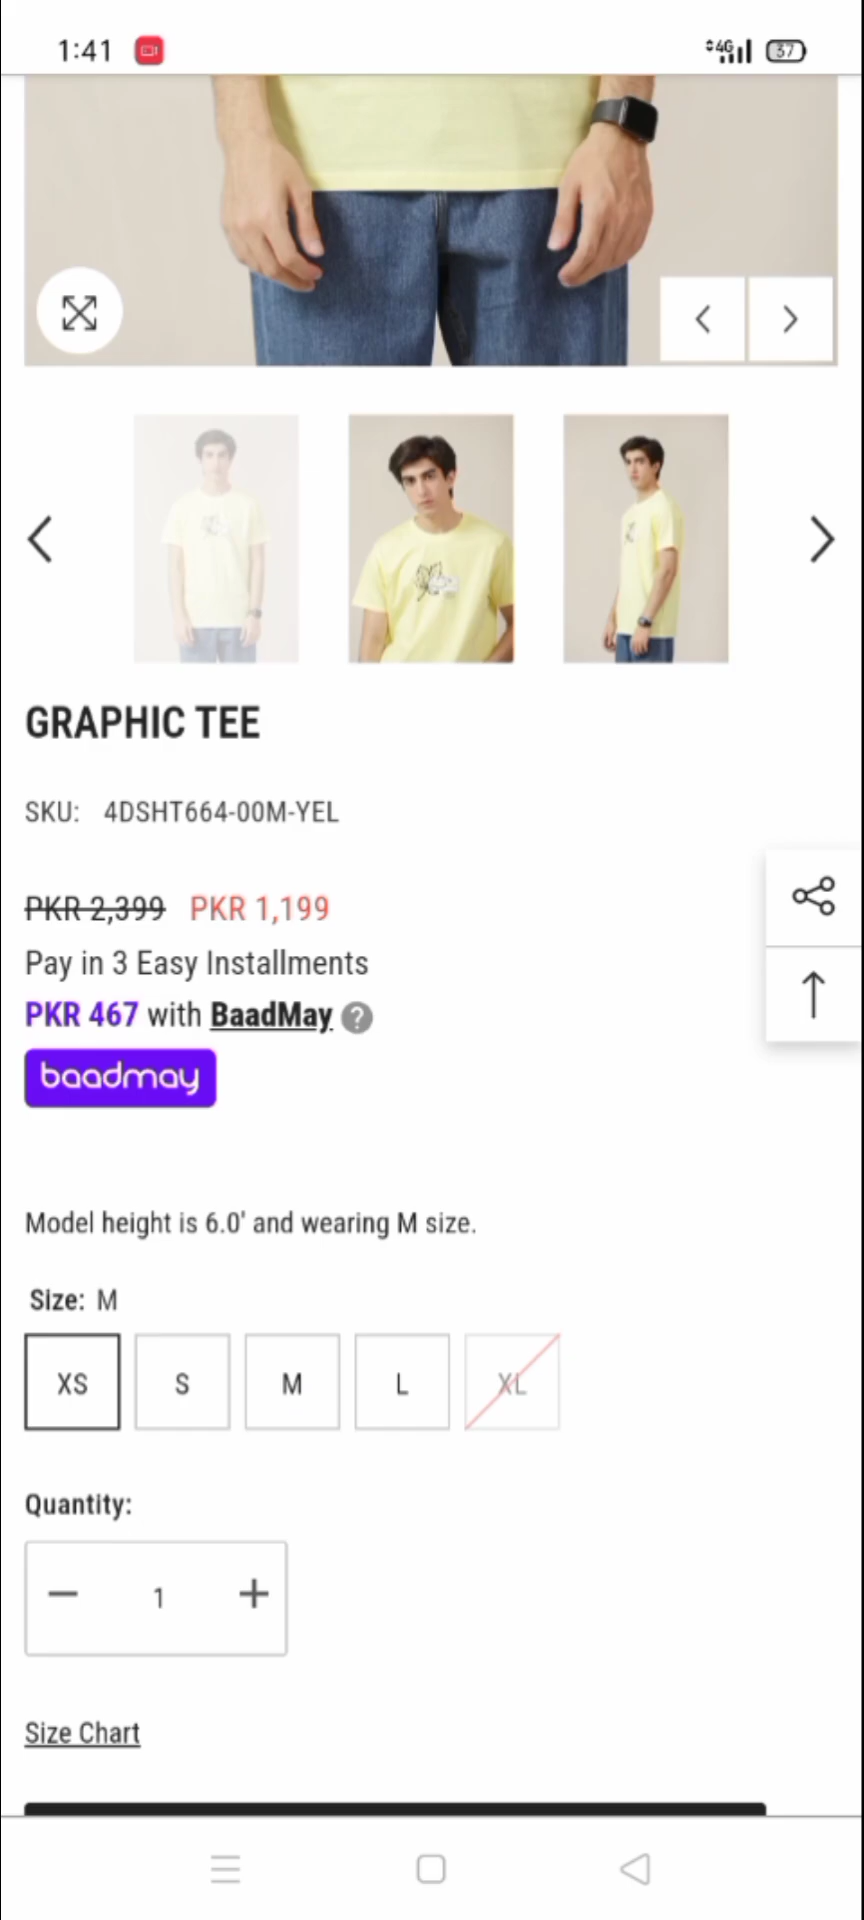 1:41 4G 37
GRAPHIC TEE
SKU: 4DSHT664-00M-YEL
PKR 2,399 PKR 1,199
Pay in 3 Easy Installments
PKR 467 with BaadMay ?
baadmay
Model height is 6.0' and wearing M size.
Size: M
XS S M L XL
Quantity:
− 1 +
Size Chart